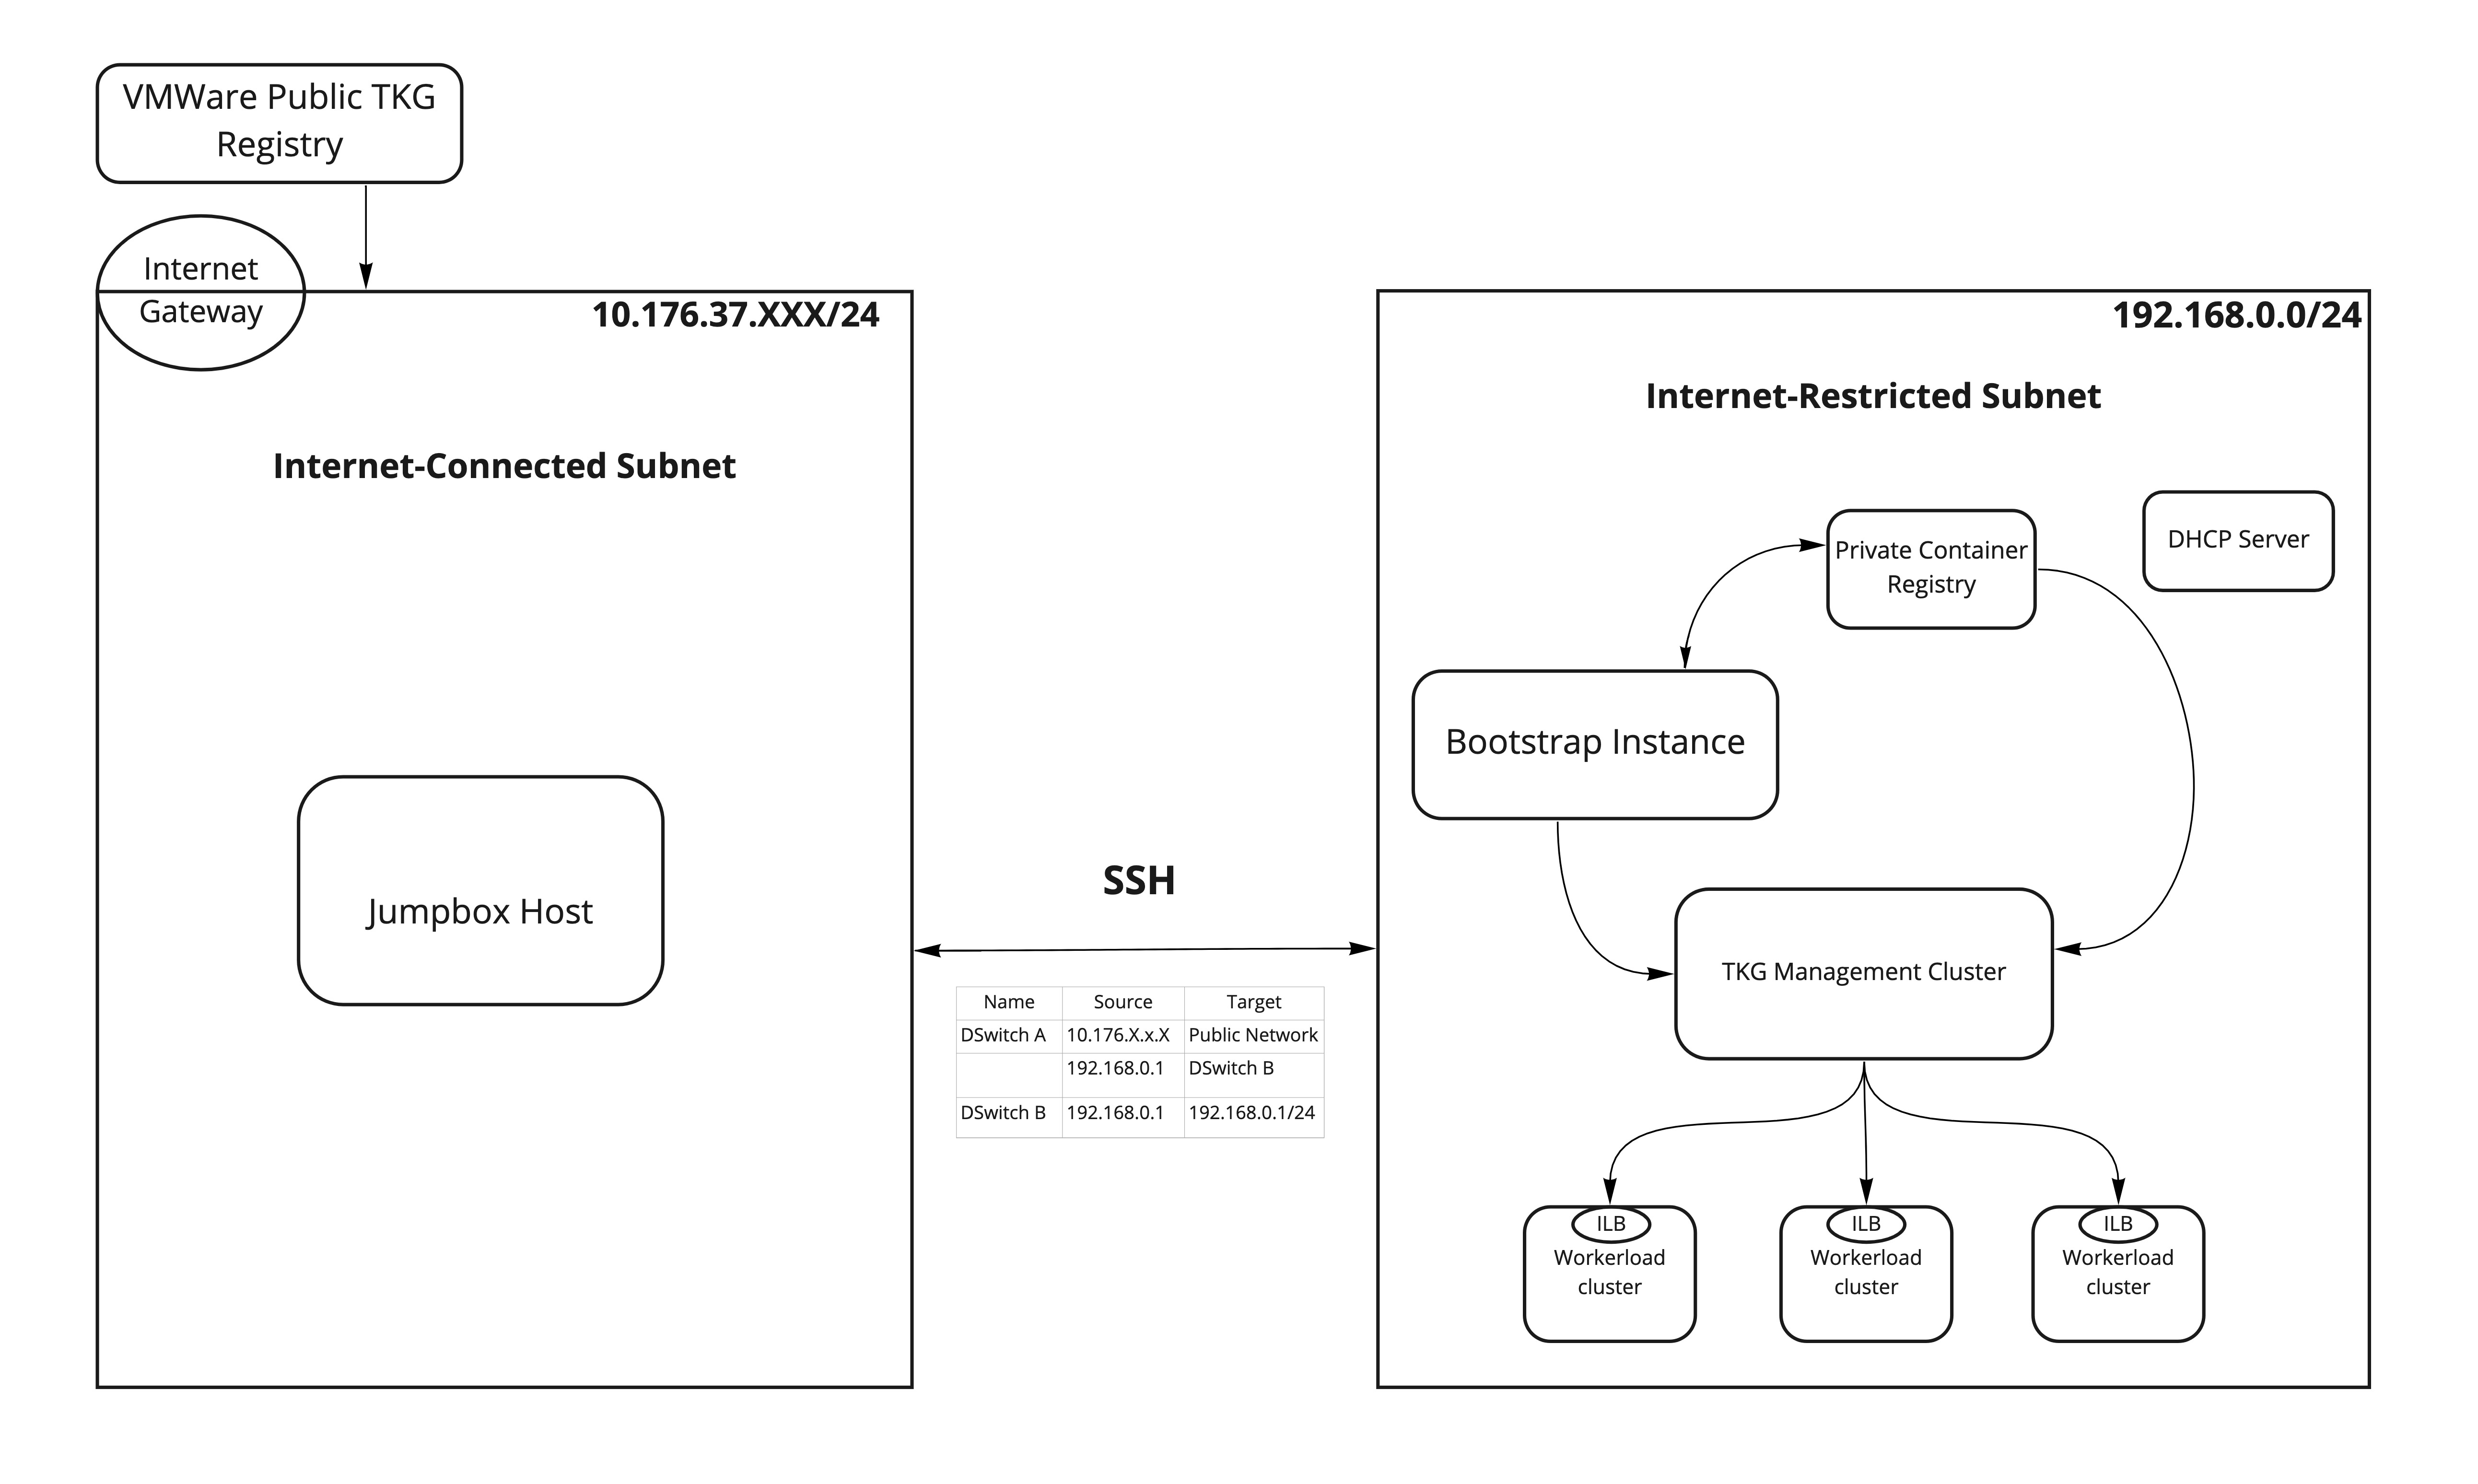 VMWare Public TKG
Registry
Internet
Gateway
10.176.37.XXX/24
Internet-Connected Subnet
Jumpbox Host
SSH
Name Source Target
DSwitch A 10.176.X.x.X Public Network
192.168.0.1 DSwitch B
DSwitch B 192.168.0.1 192.168.0.1/24
192.168.0.0/24
Internet-Restricted Subnet
Private Container
Registry
DHCP Server
Bootstrap Instance
TKG Management Cluster
ILB
Workerload
cluster
ILB
Workerload
cluster
ILB
Workerload
cluster